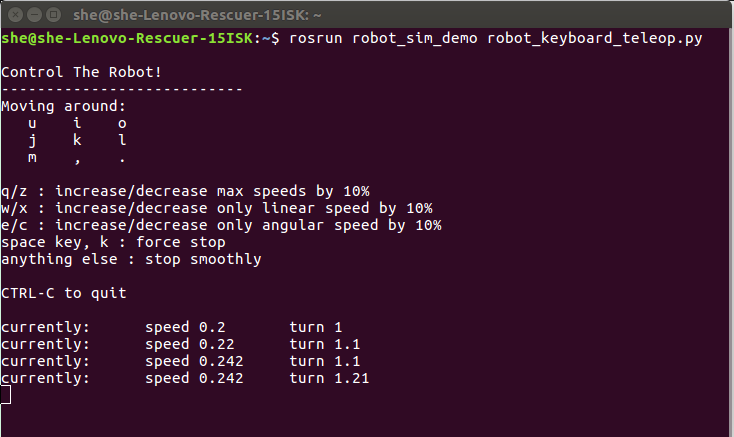 she@she-Lenovo-Rescuer-15ISK: ~
she@she-Lenovo-Rescuer-15ISK:~$ rosrun robot_sim_demo robot_keyboard_teleop.py
Control The Robot!
---------------------------
Moving around:
u i o
j k l
m , .
q/z : increase/decrease max speeds by 10%
w/x : increase/decrease only linear speed by 10%
e/c : increase/decrease only angular speed by 10%
space key, k : force stop
anything else : stop smoothly
CTRL-C to quit
currently: speed 0.2 turn 1
currently: speed 0.22 turn 1.1
currently: speed 0.242 turn 1.1
currently: speed 0.242 turn 1.21